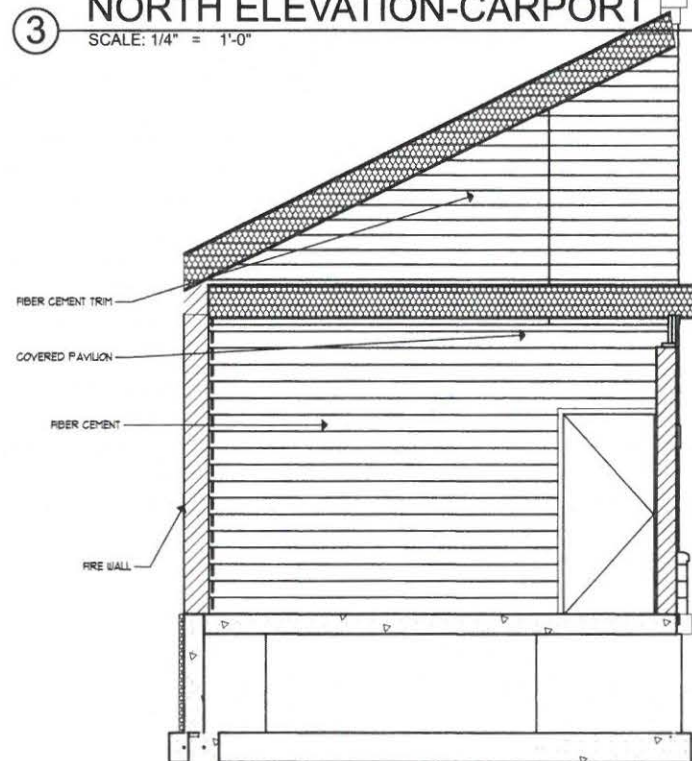 NORTH ELEVATION-CARPORT
3
SCALE: 1/4" = 1'-0"
FIBER CEMENT TRIM
COVERED PAVILION
FIBER CEMENT
FIRE WALL